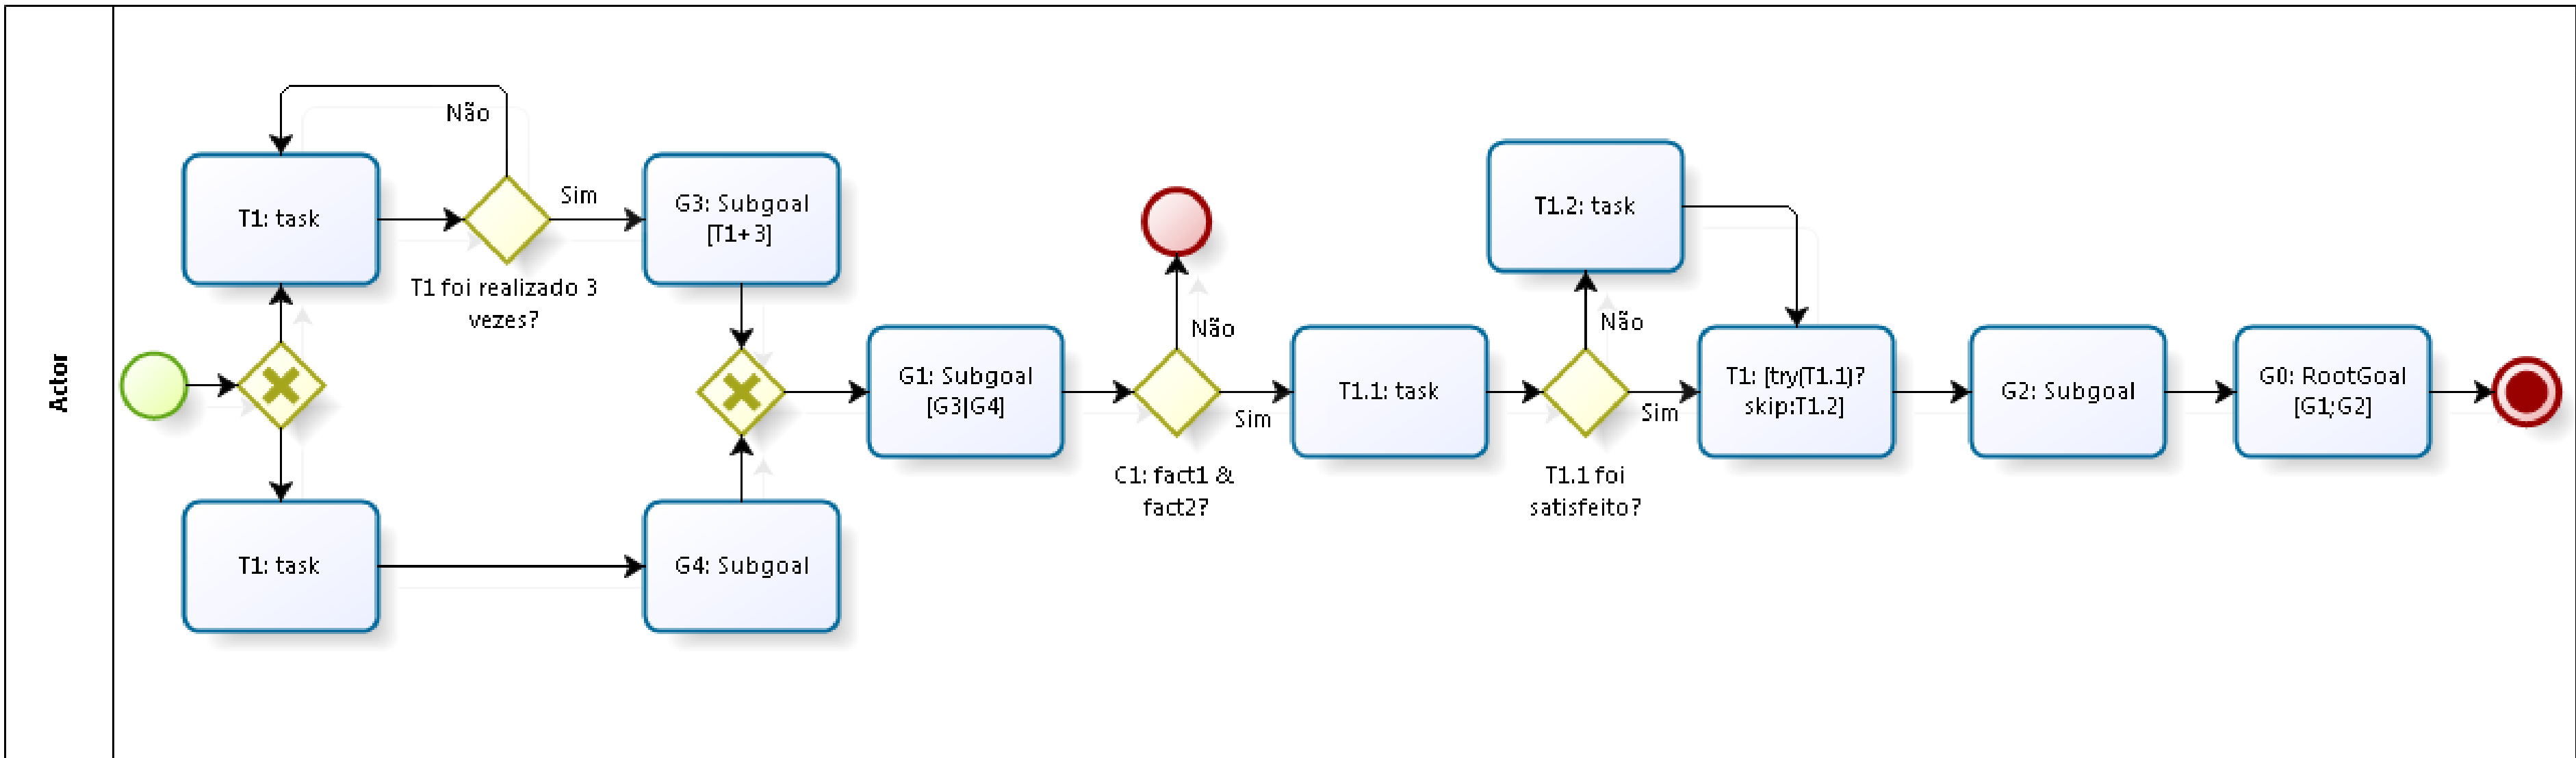 Actor
Não
T1: task
Sim
G3: Subgoal
[T1+3]
T1 foi realizado 3
vezes?
T1: task
G4: Subgoal
G1: Subgoal
[G3|G4]
Não
C1: fact1 &
fact2?
Sim
T1.1: task
T1.2: task
Não
T1.1 foi
satisfeito?
Sim
T1: [try(T1.1)?
skip:T1.2]
G2: Subgoal
G0: RootGoal
[G1;G2]